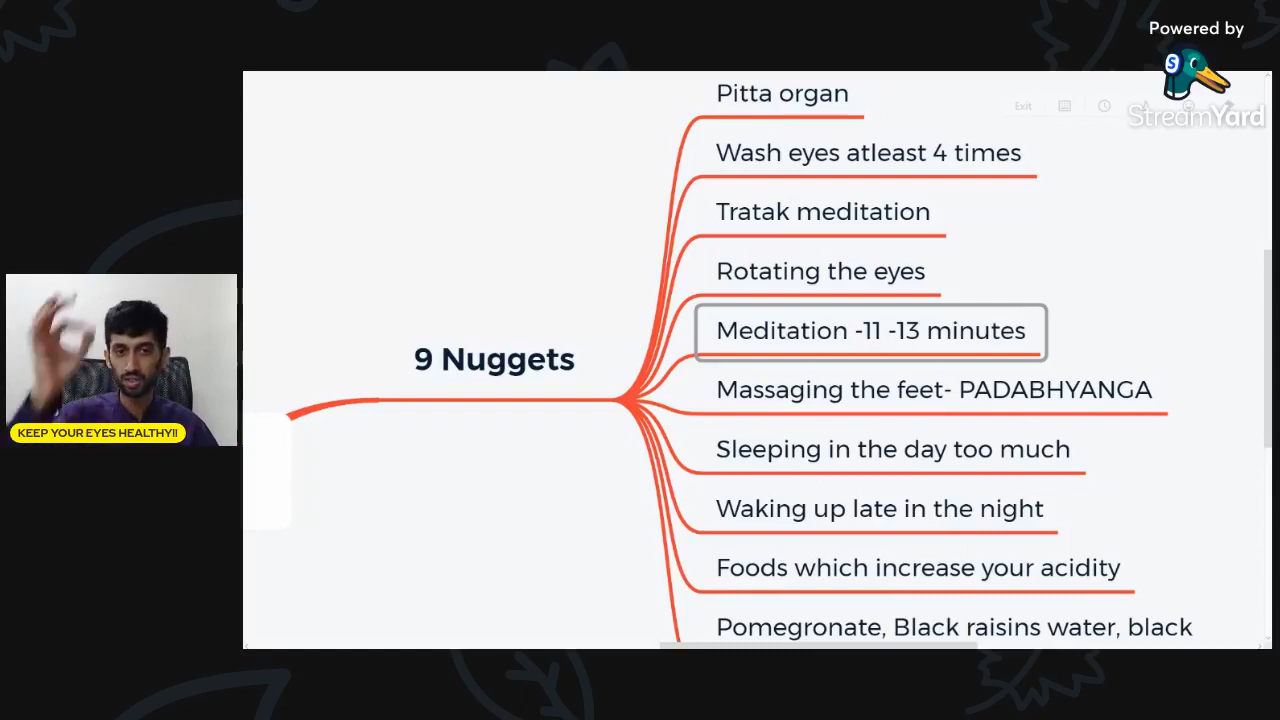 Powered by
StreamYard
Exit
Pitta organ
Wash eyes atleast 4 times
Tratak meditation
Rotating the eyes
9 Nuggets
Meditation -11 -13 minutes
Massaging the feet- PADABHYANGA
Sleeping in the day too much
Waking up late in the night
Foods which increase your acidity
Pomegronate, Black raisins water, black
KEEP YOUR EYES HEALTHY!!